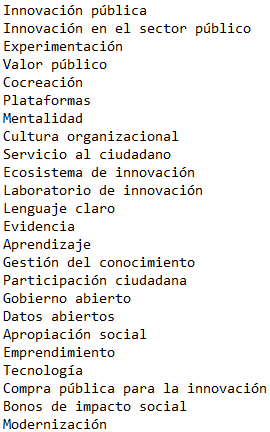 Innovación pública
Innovación en el sector público
Experimentación
Valor público
Cocreación
Plataformas
Mentalidad
Cultura organizacional
Servicio al ciudadano
Ecosistema de innovación
Laboratorio de innovación
Lenguaje claro
Evidencia
Aprendizaje
Gestión del conocimiento
Participación ciudadana
Gobierno abierto
Datos abiertos
Apropiación social
Emprendimiento
Tecnología
Compra pública para la innovación
Bonos de impacto social
Modernización